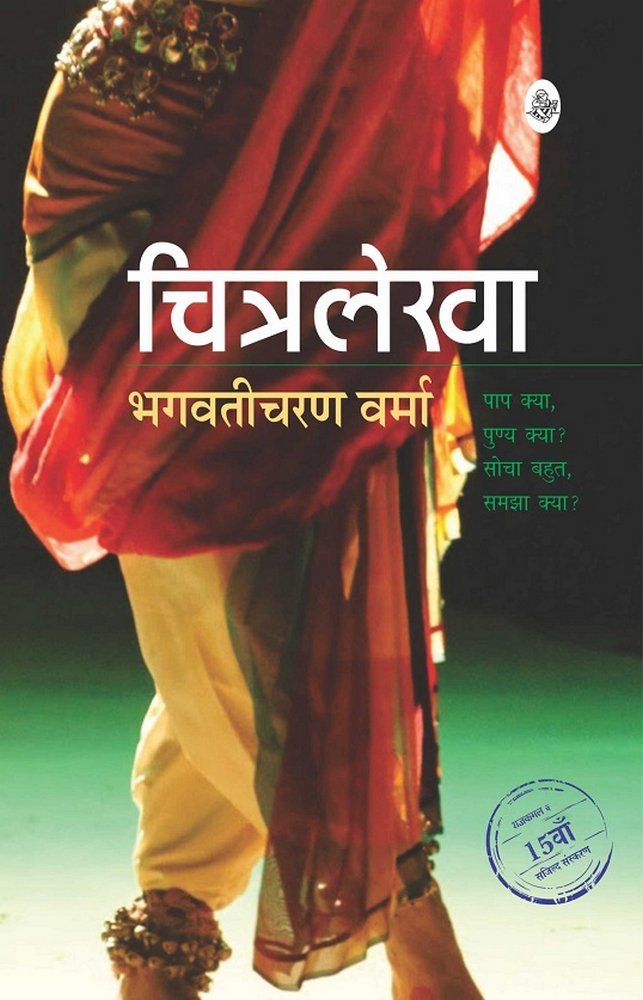 चित्रलेखा
भगवतीचरण वर्मा
पाप क्या,
पुण्य क्या?
सोचा बहुत,
समझा क्या?
राजकमल में
15वाँ
सजिल्द संस्करण